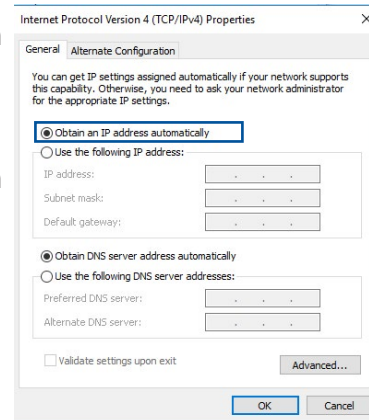 Internet Protocol Version 4 (TCP/IPv4) Properties
General
Alternate Configuration
You can get IP settings assigned automatically if your network supports
this capability. Otherwise, you need to ask your network administrator
for the appropriate IP settings.
Obtain an IP address automatically
Use the following IP address:
IP address:
Subnet mask:
Default gateway:
Obtain DNS server address automatically
Use the following DNS server addresses:
Preferred DNS server:
Alternate DNS server:
Validate settings upon exit
Advanced...
OK
Cancel